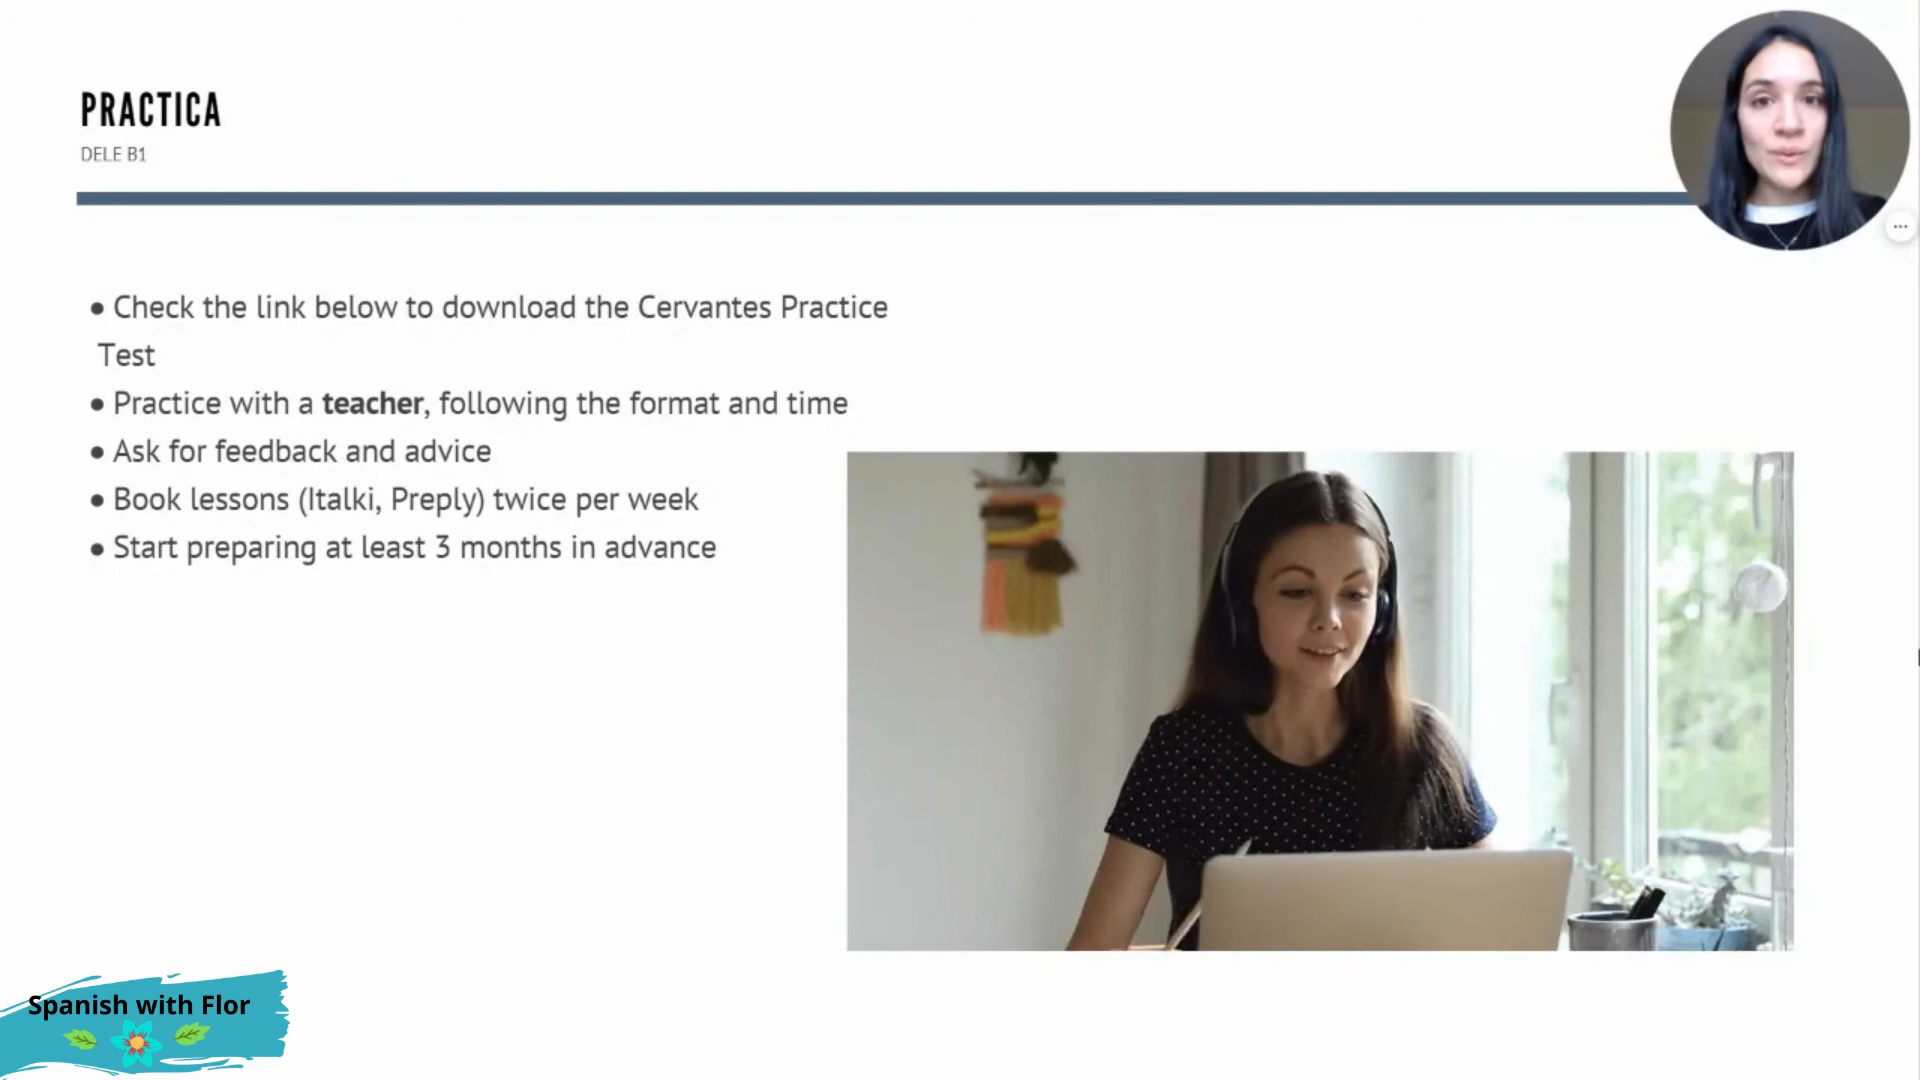 PRACTICA
DELE B1
• Check the link below to download the Cervantes Practice
Test
• Practice with a teacher, following the format and time
• Ask for feedback and advice
• Book lessons (Italki, Preply) twice per week
• Start preparing at least 3 months in advance
Spanish with Flor